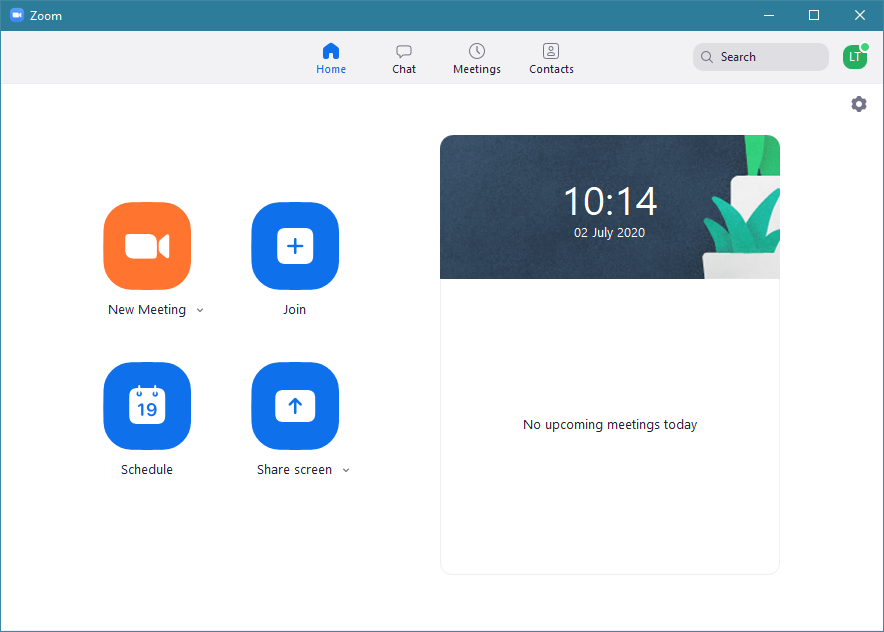 Zoom
Home
Chat
Meetings
Contacts
Search
LT
10:14
02 July 2020
New Meeting
Join
19
Schedule
Share screen
No upcoming meetings today